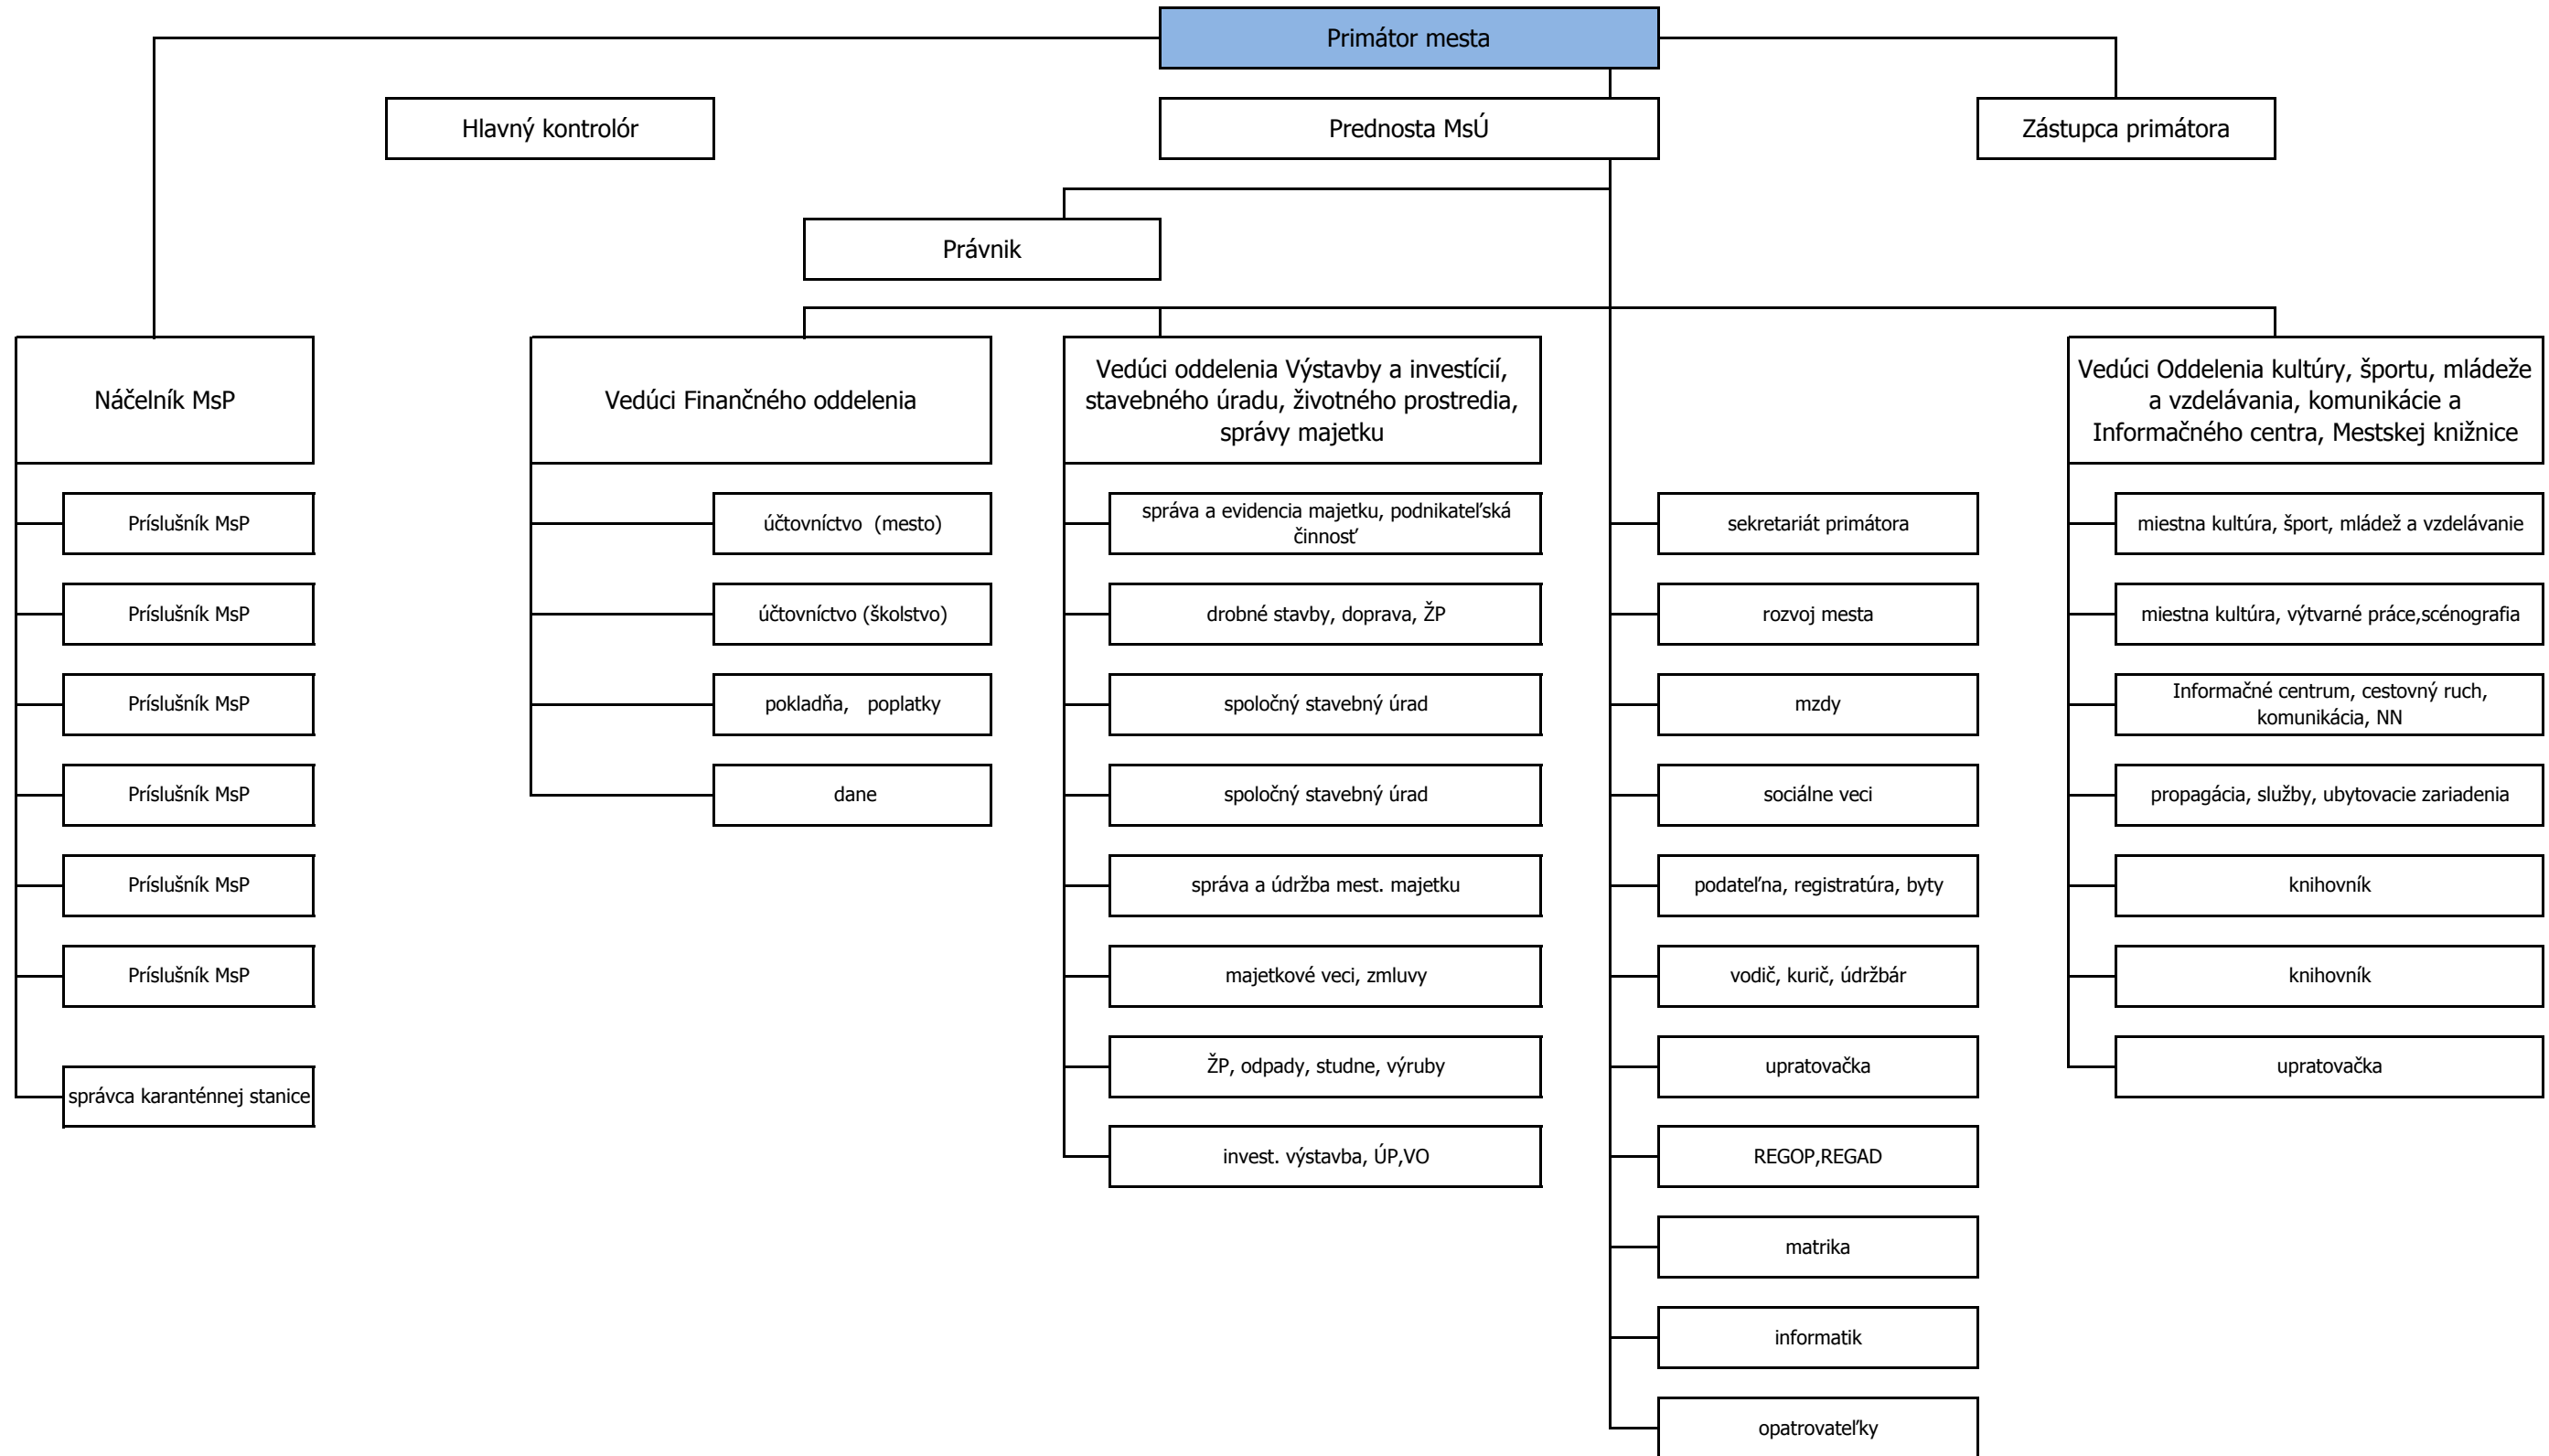 Primátor mesta
Hlavný kontrolór
Prednosta MsÚ
Zástupca primátora
Právnik
Náčelník MsP
Vedúci Finančného oddelenia
Vedúci oddelenia Výstavby a investícií,
stavebného úradu, životného prostredia,
správy majetku
Vedúci Oddelenia kultúry, športu, mládeže
a vzdelávania, komunikácie a
Informačného centra, Mestskej knižnice
Príslušník MsP
Príslušník MsP
Príslušník MsP
Príslušník MsP
Príslušník MsP
Príslušník MsP
správca karanténnej stanice
účtovníctvo (mesto)
účtovníctvo (školstvo)
pokladňa, poplatky
dane
správa a evidencia majetku, podnikateľská
činnosť
drobné stavby, doprava, ŽP
spoločný stavebný úrad
spoločný stavebný úrad
správa a údržba mest. majetku
majetkové veci, zmluvy
ŽP, odpady, studne, výruby
invest. výstavba, ÚP,VO
sekretariát primátora
rozvoj mesta
mzdy
sociálne veci
podateľna, registratúra, byty
vodič, kurič, údržbár
upratovačka
REGOP,REGAD
matrika
informatik
opatrovateľky
miestna kultúra, šport, mládež a vzdelávanie
miestna kultúra, výtvarné práce,scénografia
Informačné centrum, cestovný ruch,
komunikácia, NN
propagácia, služby, ubytovacie zariadenia
knihovník
knihovník
upratovačka